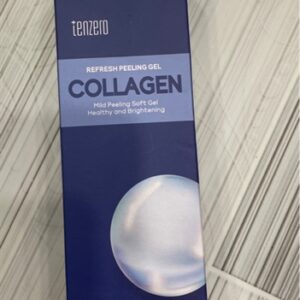 tenzero
REFRESH PEELING GEL
COLLAGEN
Mild Peeling Soft Gel
Healthy and Brightening